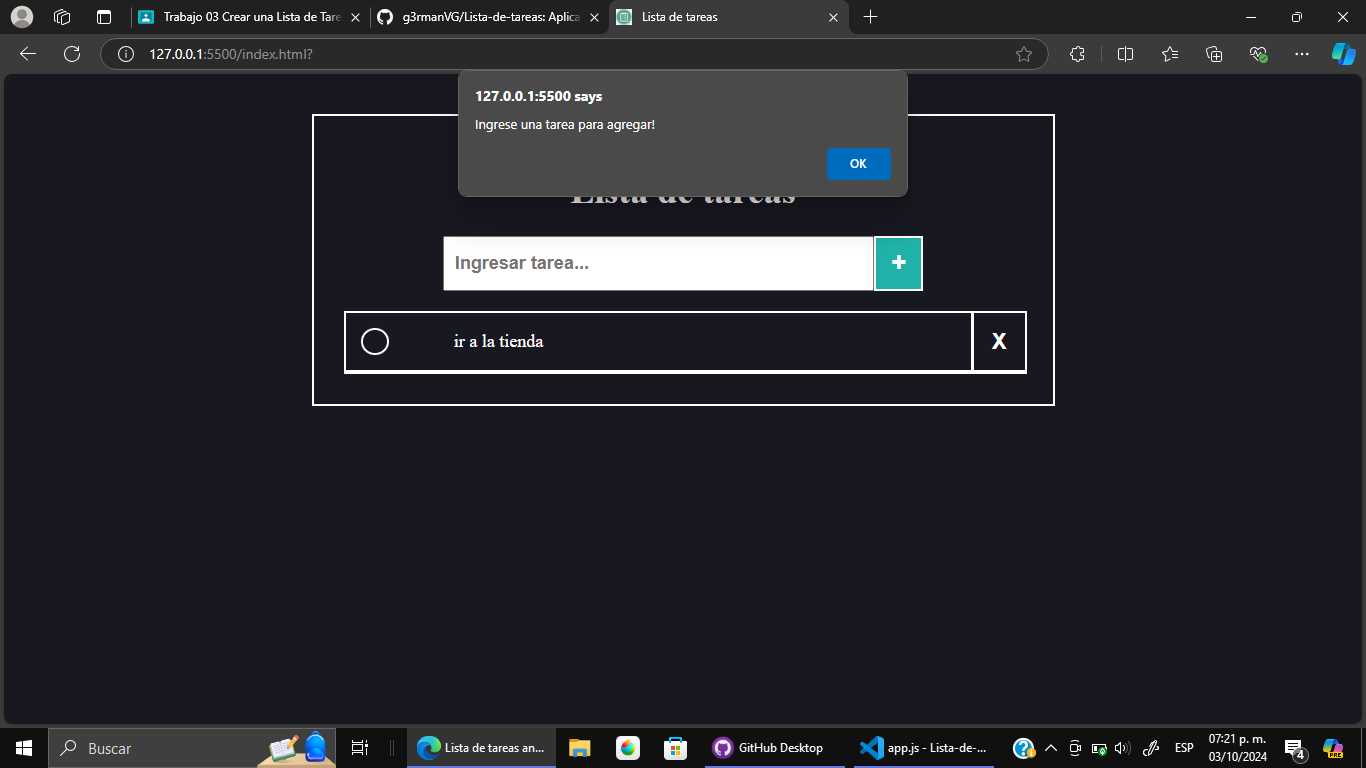 Trabajo 03 Crear una Lista de Tare
g3rmanVG/Lista-de-tareas: Aplica
Lista de tareas
127.0.0.1:5500/index.html?
127.0.0.1:5500 says
Ingrese una tarea para agregar!
OK
Lista de tareas
Ingresar tarea...
+
ir a la tienda
X
Buscar
Lista de tareas an...
GitHub Desktop
app.js - Lista-de-...
ESP
07:21 p. m.
03/10/2024
4
PRE